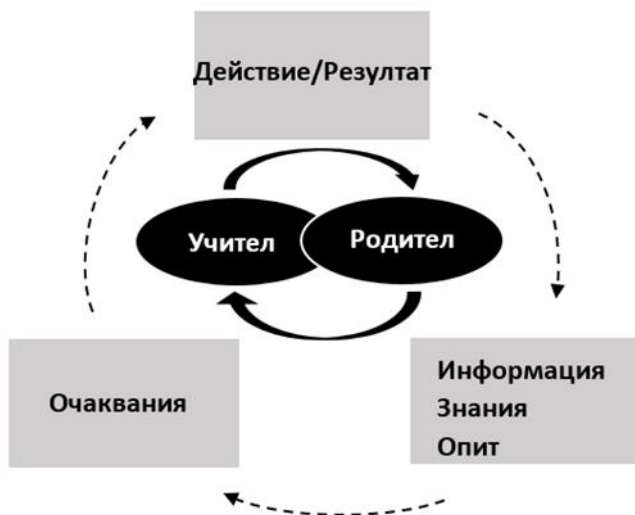 Действие/Резултат
Учител
Родител
Очаквания
Информация
Знания
Опит